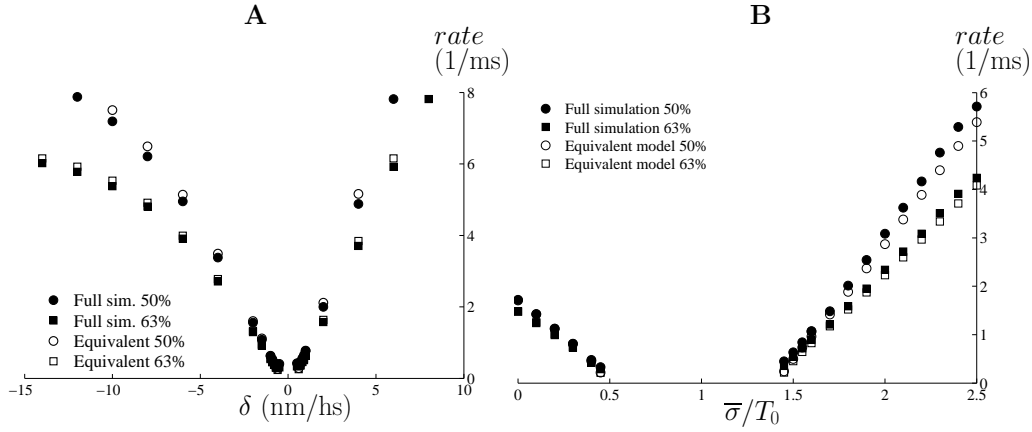 A
B
rate
(1/ms)
rate
(1/ms)
8
6
4
2
0
Full sim. 50%
Full sim. 63%
Equivalent 50%
Equivalent 63%
−15
−10
−5
0
5
10
δ (nm/hs)
Full simulation 50%
Full simulation 63%
Equivalent model 50%
Equivalent model 63%
6
5
4
3
2
1
0
0
0.5
1
1.5
2
2.5
σ̅/T₀